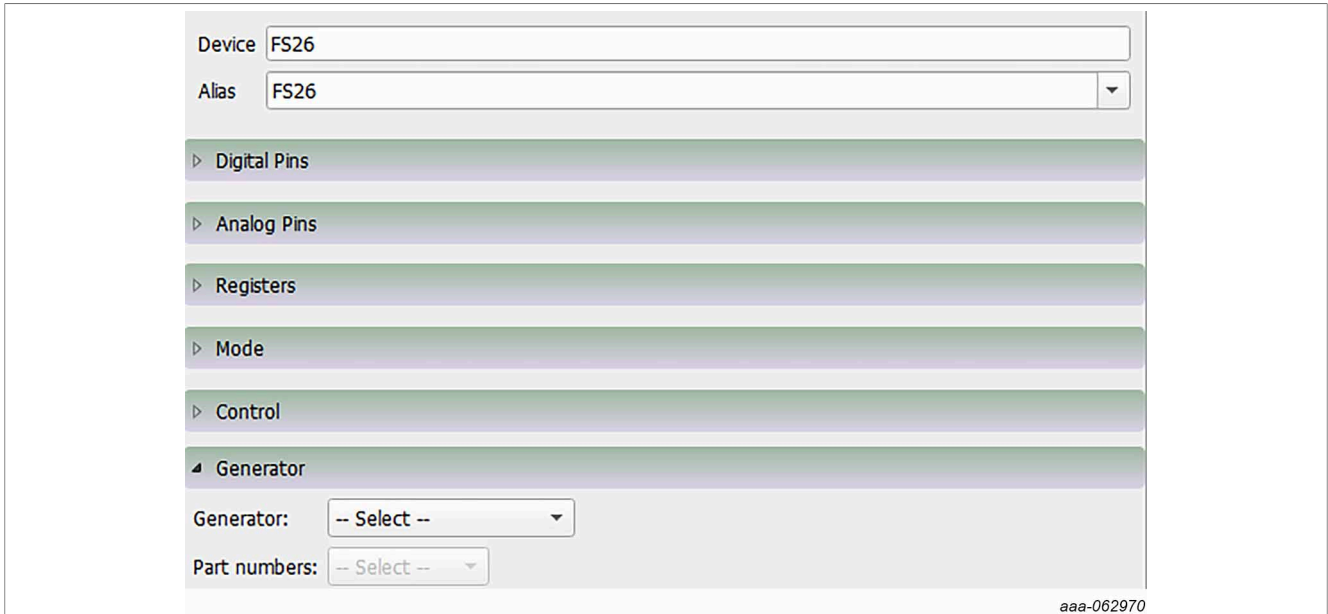 Device FS26
Alias FS26
Digital Pins
Analog Pins
Registers
Mode
Control
Generator
Generator: -- Select --
Part numbers: -- Select --
aaa-062970